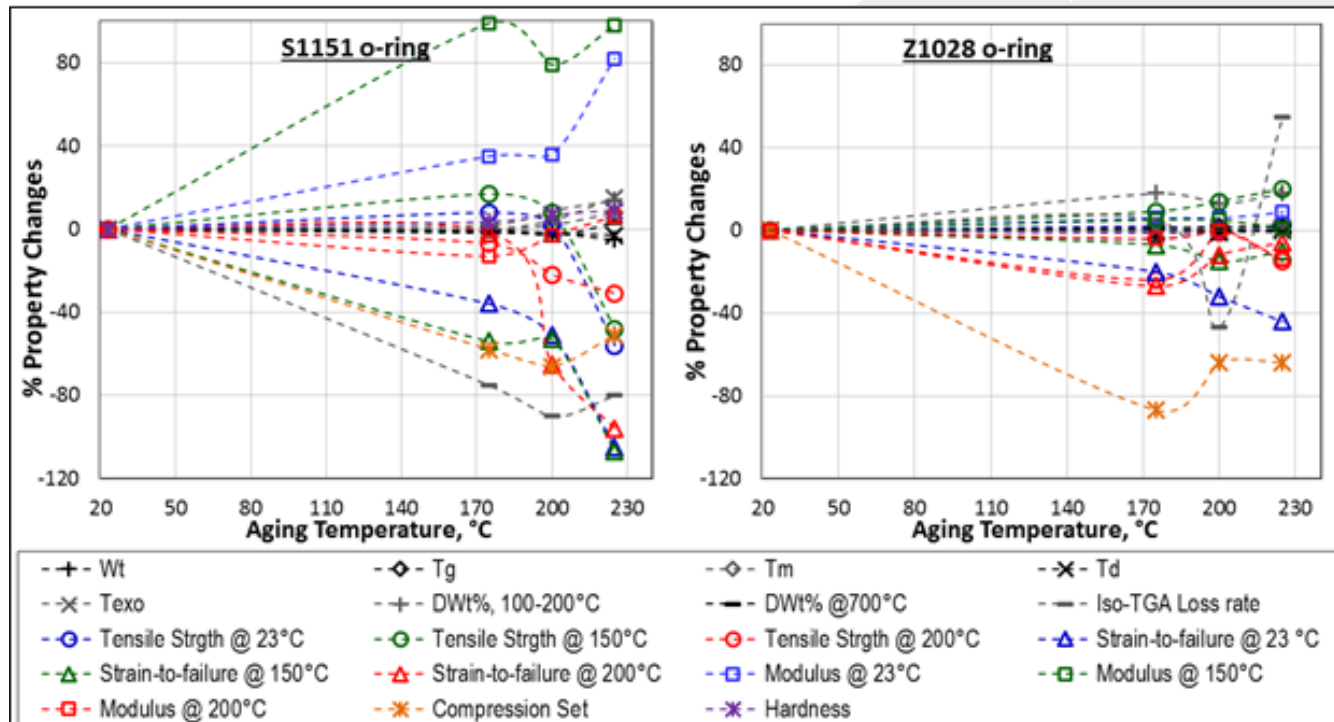 S1151 o-ring
% Property Changes
80
40
0
-40
-80
-120
20 50 80 110 140 170 200 230
Aging Temperature, °C
Z1028 o-ring
% Property Changes
80
40
0
-40
-80
-120
20 50 80 110 140 170 200 230
Aging Temperature, °C
Wt Tg Tm Td
Texo DWt%, 100-200°C DWt% @700°C Iso-TGA Loss rate
Tensile Strgth @ 23°C Tensile Strgth @ 150°C Tensile Strgth @ 200°C Strain-to-failure @ 23 °C
Strain-to-failure @ 150°C Strain-to-failure @ 200°C Modulus @ 23°C Modulus @ 150°C
Modulus @ 200°C Compression Set Hardness